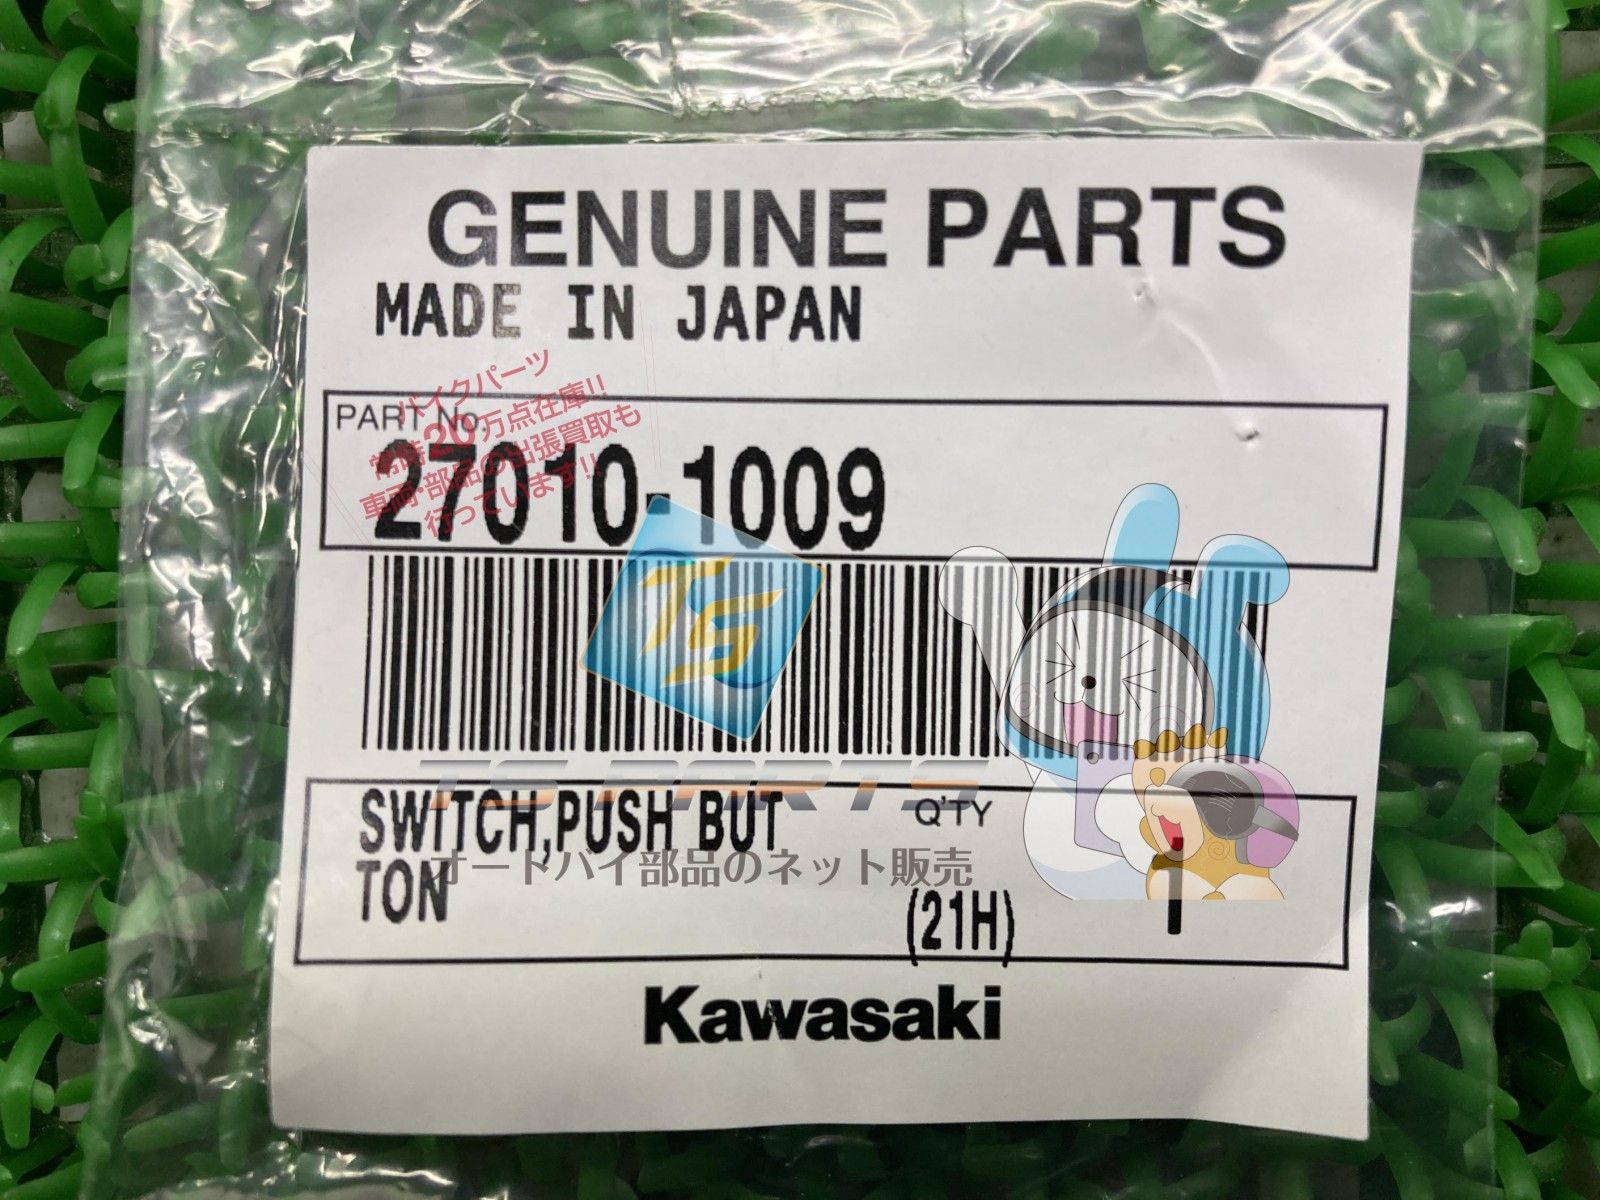 GENUINE PARTS
MADE IN JAPAN
バイクパーツ
常時20万点在庫!!
車両・部品の出張買取も
行っています!!
PART No.
27010-1009
TS
TS PARTS
SWITCH,PUSH BUT
Q'TY
オートバイ部品のネット販売
TON
(21H)
1
Kawasaki